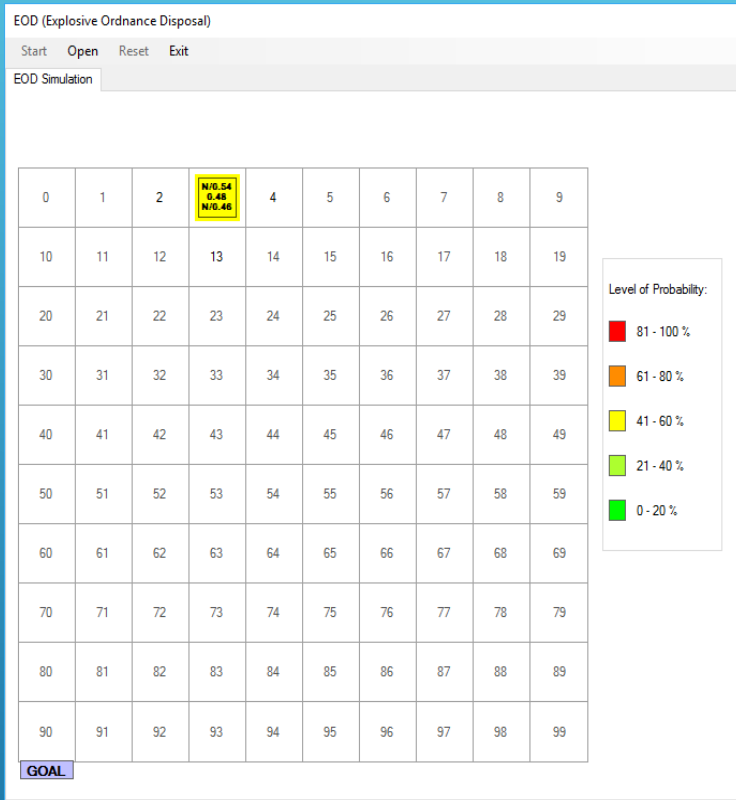 EOD (Explosive Ordnance Disposal)
Start Open Reset Exit
EOD Simulation
0 1 2 N/0.54 4 5 6 7 8 9
0.48
N/0.46
10 11 12 13 14 15 16 17 18 19
Level of Probability:
20 21 22 23 24 25 26 27 28 29
81 - 100 %
30 31 32 33 34 35 36 37 38 39
61 - 80 %
40 41 42 43 44 45 46 47 48 49
41 - 60 %
21 - 40 %
50 51 52 53 54 55 56 57 58 59
0 - 20 %
60 61 62 63 64 65 66 67 68 69
70 71 72 73 74 75 76 77 78 79
80 81 82 83 84 85 86 87 88 89
90 91 92 93 94 95 96 97 98 99
GOAL